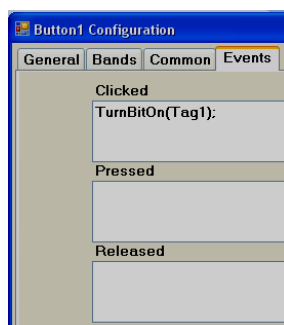 Button1 Configuration
General Bands Common Events
Clicked
TurnBitOn(Tag1);
Pressed
Released